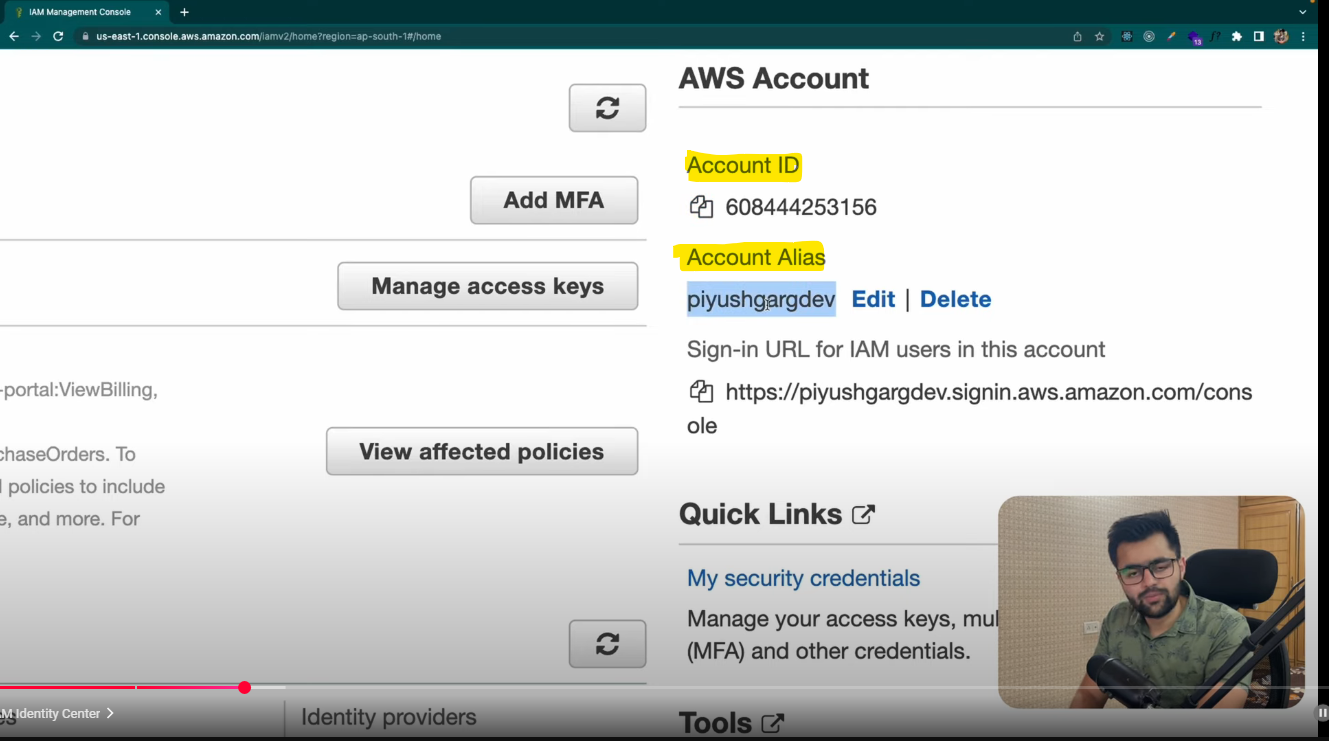 IAM Management Console
us-east-1.console.aws.amazon.com/iamv2/home?region=ap-south-1#/home
13
f?
AWS Account
Account ID
608444253156
Add MFA
Account Alias
Manage access keys
piyushgargdev Edit | Delete
Sign-in URL for IAM users in this account
-portal:ViewBilling,
https://piyushgargdev.signin.aws.amazon.com/cons
ole
chaseOrders. To
View affected policies
policies to include
e, and more. For
Quick Links
My security credentials
Manage your access keys, mul
(MFA) and other credentials.
AM Identity Center
Identity providers
Tools